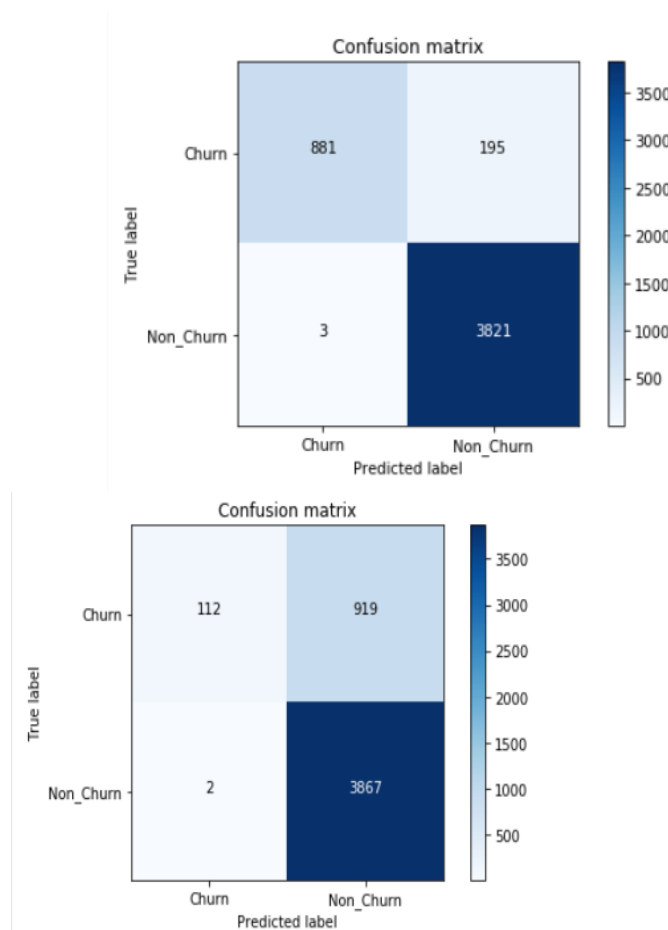 Confusion matrix
3500
Churn
881
195
3000
2500
2000
True label
1500
Non_Churn
3
3821
1000
500
Churn
Non_Churn
Predicted label
Confusion matrix
3500
Churn
112
919
3000
2500
2000
True label
1500
Non_Churn
2
3867
1000
500
Churn
Non_Churn
Predicted label